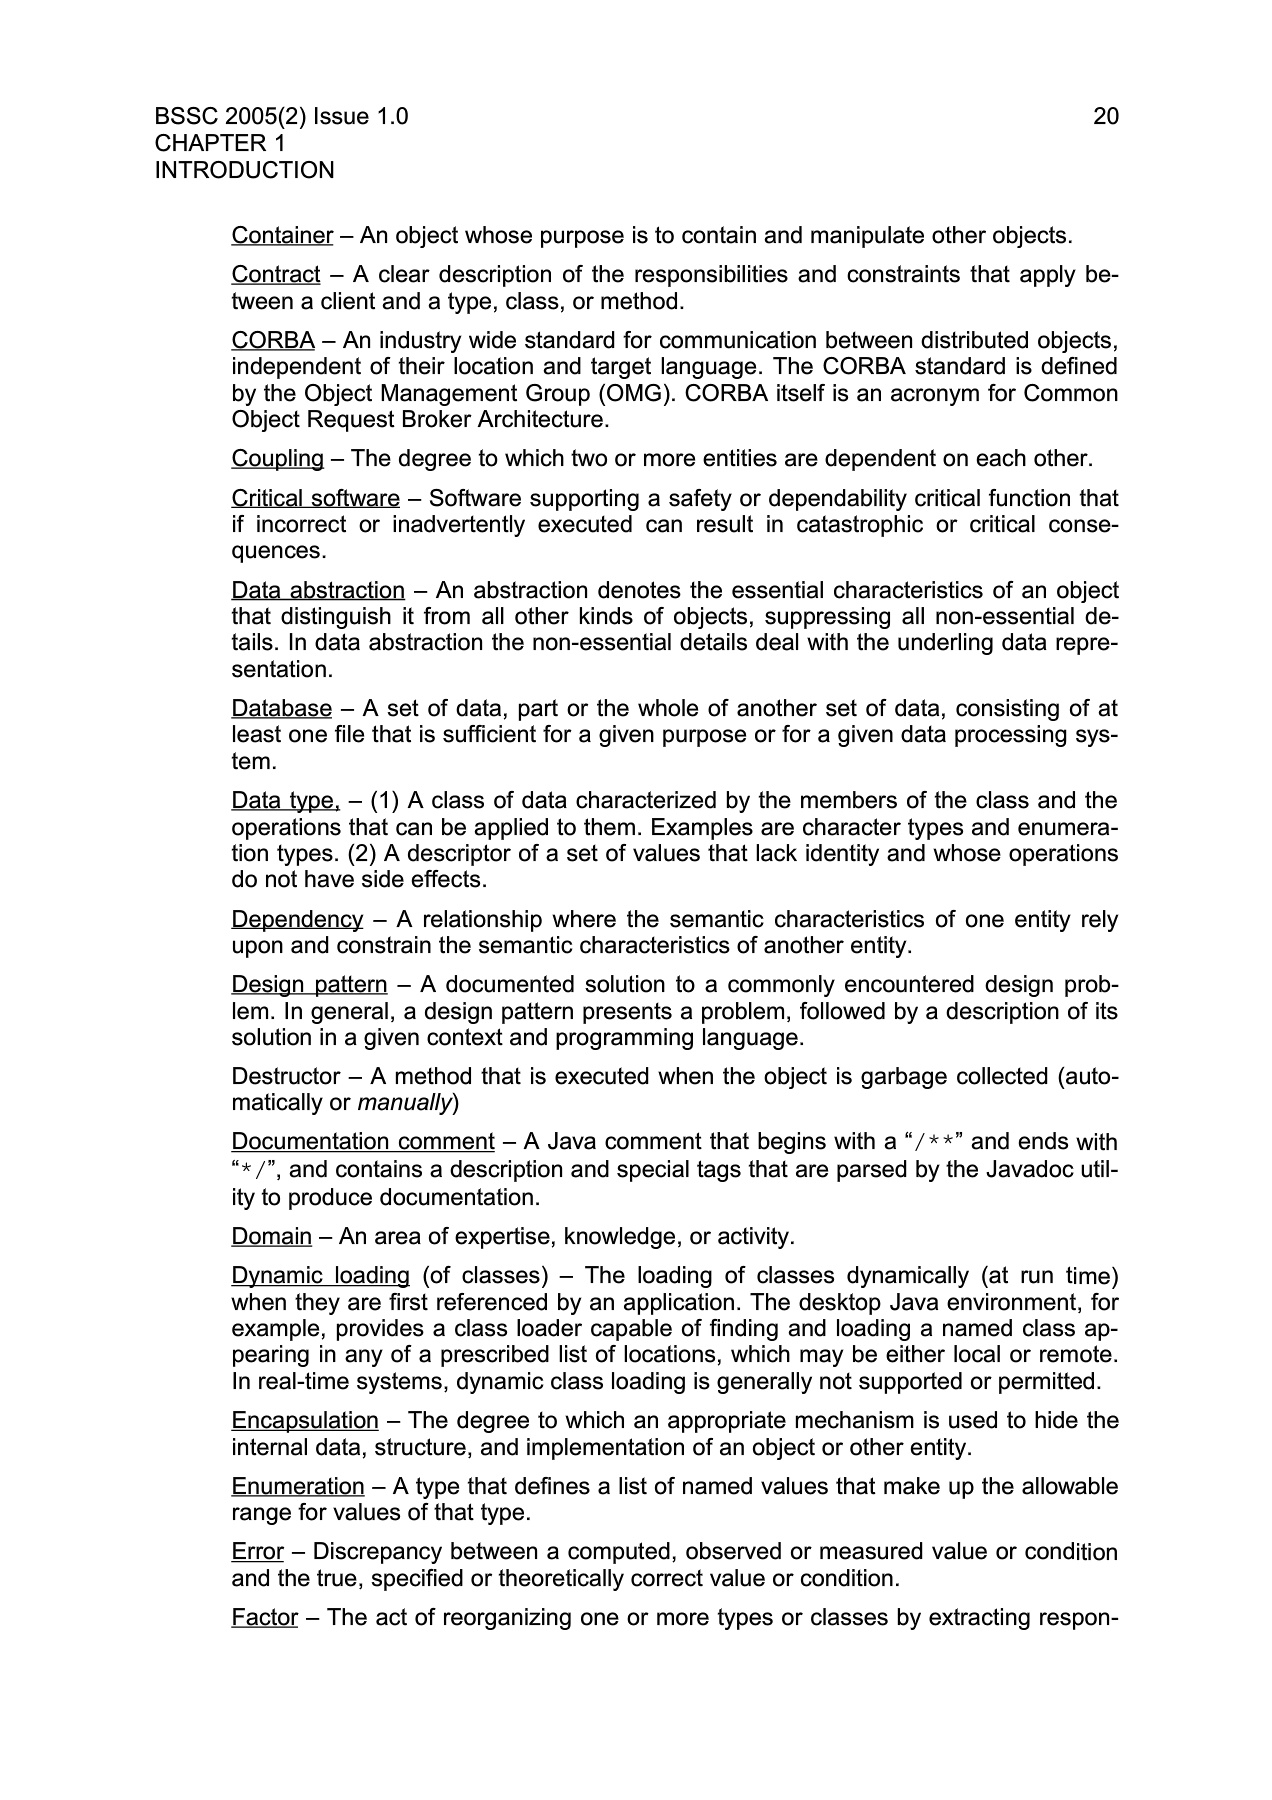 BSSC 2005(2) Issue 1.0 20
CHAPTER 1
INTRODUCTION
Container – An object whose purpose is to contain and manipulate other objects.
Contract – A clear description of the responsibilities and constraints that apply be-
tween a client and a type, class, or method.
CORBA – An industry wide standard for communication between distributed objects,
independent of their location and target language. The CORBA standard is defined
by the Object Management Group (OMG). CORBA itself is an acronym for Common
Object Request Broker Architecture.
Coupling – The degree to which two or more entities are dependent on each other.
Critical software – Software supporting a safety or dependability critical function that
if incorrect or inadvertently executed can result in catastrophic or critical conse-
quences.
Data abstraction – An abstraction denotes the essential characteristics of an object
that distinguish it from all other kinds of objects, suppressing all non-essential de-
tails. In data abstraction the non-essential details deal with the underling data repre-
sentation.
Database – A set of data, part or the whole of another set of data, consisting of at
least one file that is sufficient for a given purpose or for a given data processing sys-
tem.
Data type, – (1) A class of data characterized by the members of the class and the
operations that can be applied to them. Examples are character types and enumera-
tion types. (2) A descriptor of a set of values that lack identity and whose operations
do not have side effects.
Dependency – A relationship where the semantic characteristics of one entity rely
upon and constrain the semantic characteristics of another entity.
Design pattern – A documented solution to a commonly encountered design prob-
lem. In general, a design pattern presents a problem, followed by a description of its
solution in a given context and programming language.
Destructor – A method that is executed when the object is garbage collected (auto-
matically or manually)
Documentation comment – A Java comment that begins with a “/**” and ends with
“*/”, and contains a description and special tags that are parsed by the Javadoc util-
ity to produce documentation.
Domain – An area of expertise, knowledge, or activity.
Dynamic loading (of classes) – The loading of classes dynamically (at run time)
when they are first referenced by an application. The desktop Java environment, for
example, provides a class loader capable of finding and loading a named class ap-
pearing in any of a prescribed list of locations, which may be either local or remote.
In real-time systems, dynamic class loading is generally not supported or permitted.
Encapsulation – The degree to which an appropriate mechanism is used to hide the
internal data, structure, and implementation of an object or other entity.
Enumeration – A type that defines a list of named values that make up the allowable
range for values of that type.
Error – Discrepancy between a computed, observed or measured value or condition
and the true, specified or theoretically correct value or condition.
Factor – The act of reorganizing one or more types or classes by extracting respon-